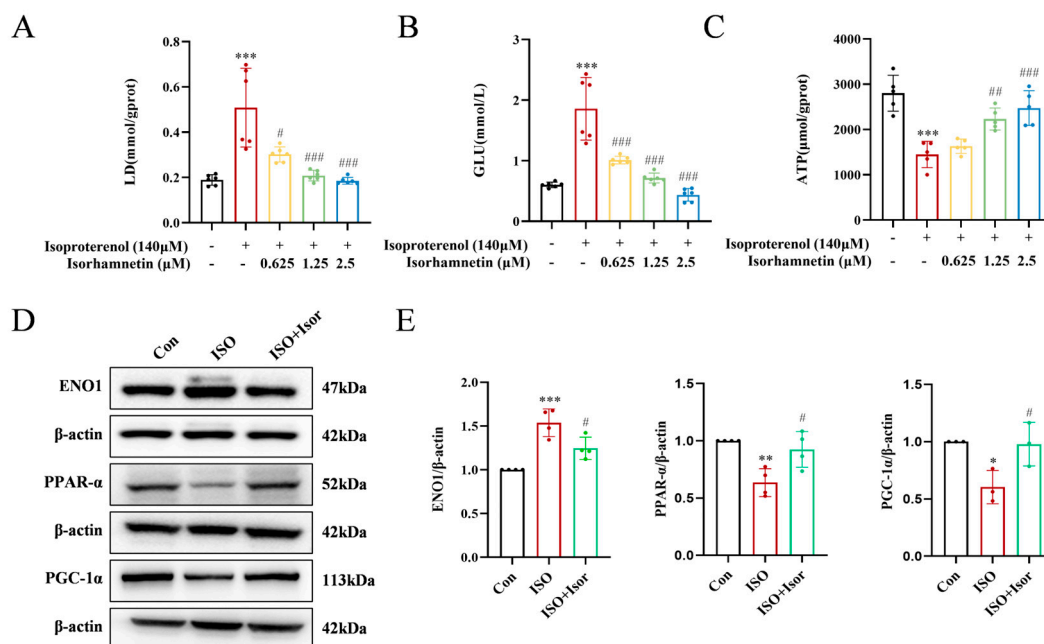 A
LD(mmol/gprot)
0.8
0.6
0.4
0.2
0.0
***
#
###
###
Isoproterenol (140μM) - + + + +
Isorhamnetin (μM) - - 0.625 1.25 2.5
B
GLU(mmol/L)
3
2
1
0
***
###
###
###
Isoproterenol (140μM) - + + + +
Isorhamnetin (μM) - - 0.625 1.25 2.5
C
ATP(μmol/gprot)
4000
3000
2000
1000
0
***
##
###
Isoproterenol (140μM) - + + + +
Isorhamnetin (μM) - - 0.625 1.25 2.5
D
Con ISO ISO+Isor
ENO1 47kDa
β-actin 42kDa
PPAR-α 52kDa
β-actin 42kDa
PGC-1α 113kDa
β-actin 42kDa
E
ENO1/β-actin
2.0
1.5
1.0
0.5
0.0
***
#
Con ISO ISO+Isor
PPAR-α/β-actin
1.5
1.0
0.5
0.0
**
#
Con ISO ISO+Isor
PGC-1α/β-actin
1.5
1.0
0.5
0.0
*
#
Con ISO ISO+Isor